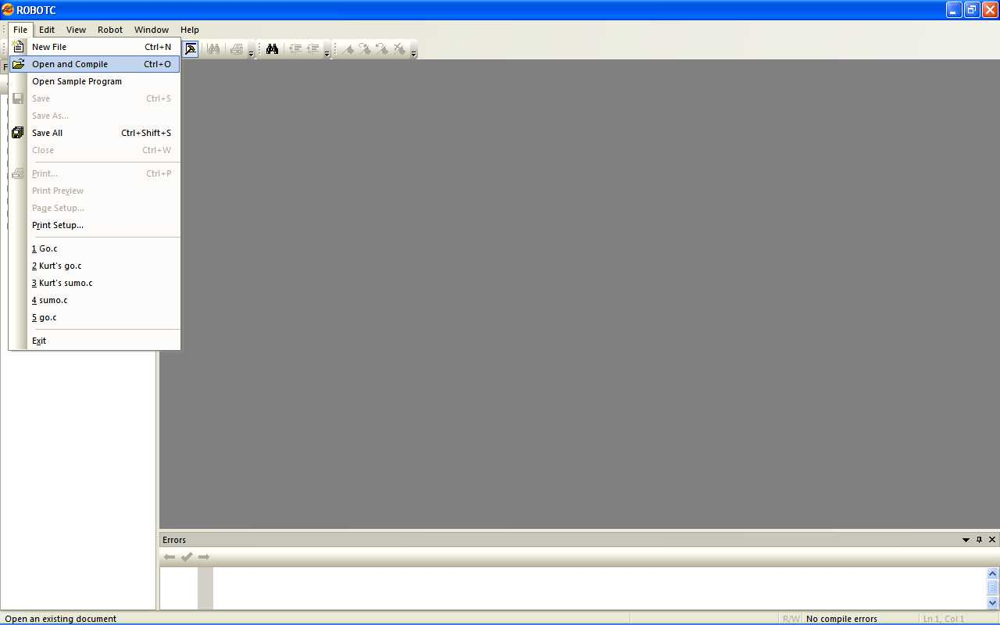 ROBOTC
File Edit View Robot Window Help
New File Ctrl+N
Open and Compile Ctrl+O
Open Sample Program
Save Ctrl+S
Save As...
Save All Ctrl+Shift+S
Close Ctrl+W
Print... Ctrl+P
Print Preview
Page Setup...
Print Setup...
1 Go.c
2 Kurt's go.c
3 Kurt's sumo.c
4 sumo.c
5 go.c
Exit
Errors
Open an existing document R/W No compile errors Ln 1, Col 1